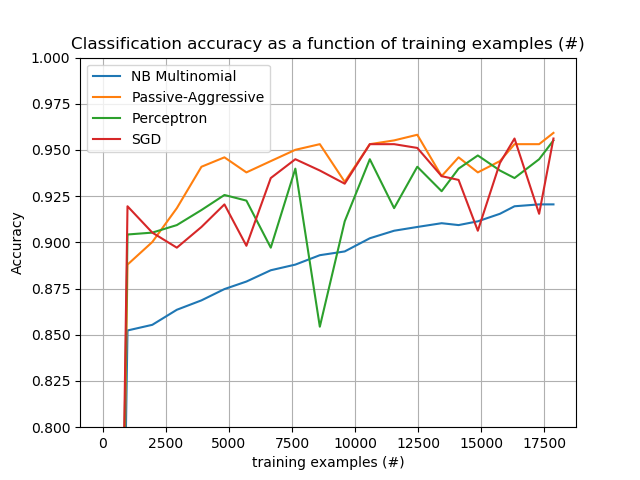 Classification accuracy as a function of training examples (#)
NB Multinomial
Passive-Aggressive
Perceptron
SGD
Accuracy
1.000
0.975
0.950
0.925
0.900
0.875
0.850
0.825
0.800
0 2500 5000 7500 10000 12500 15000 17500
training examples (#)